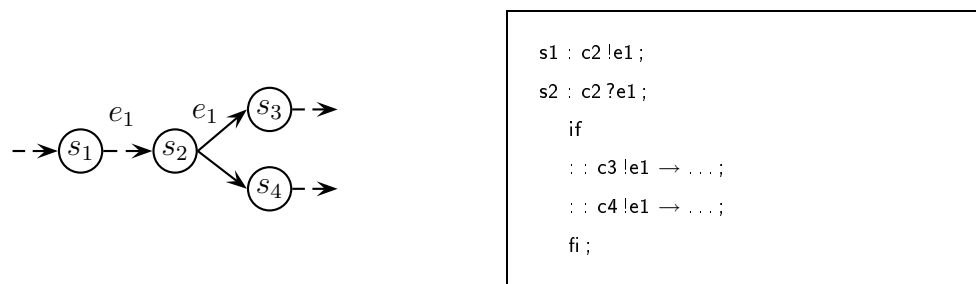 e₁ e₁
s₁ s₂ s₃
s₄
s1 : c2 !e1 ;
s2 : c2 ?e1 ;
if
: : c3 !e1 → . . . ;
: : c4 !e1 → . . . ;
fi ;